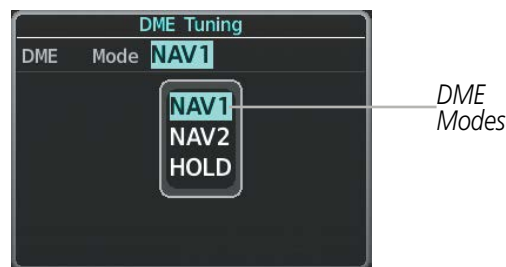 DME Tuning
DME Mode NAV1
NAV1
NAV2
HOLD
DME
Modes